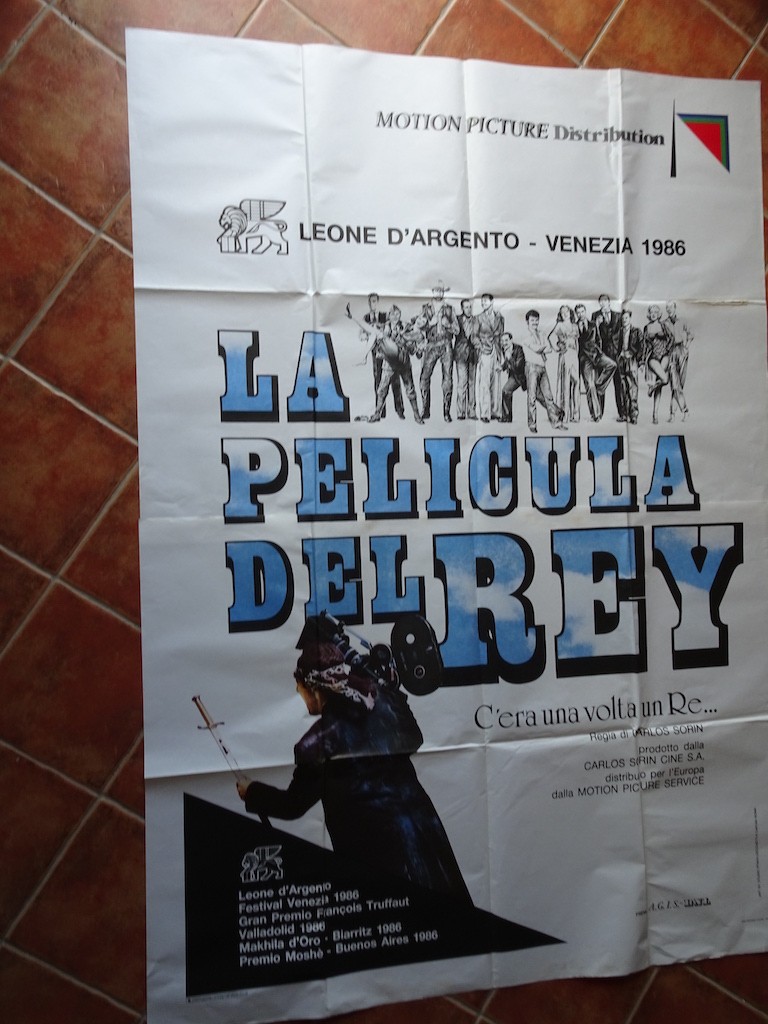 MOTION PICTURE Distribution
LEONE D'ARGENTO - VENEZIA 1986
LA
PELICULA
DEL REY
C'era una volta un Re...
Regia di CARLOS SORIN
prodotto dalla
CARLOS SORIN CINE S.A.
distribuo per l'Europa
dalla MOTION PICURE SERVICE
Leone d'Argento
Festival Venezia 1986
Gran Premio François Truffaut
Valladolid 1986
Makhila d'Oro - Biarritz 1986
Premio Moshè - Buenos Aires 1986